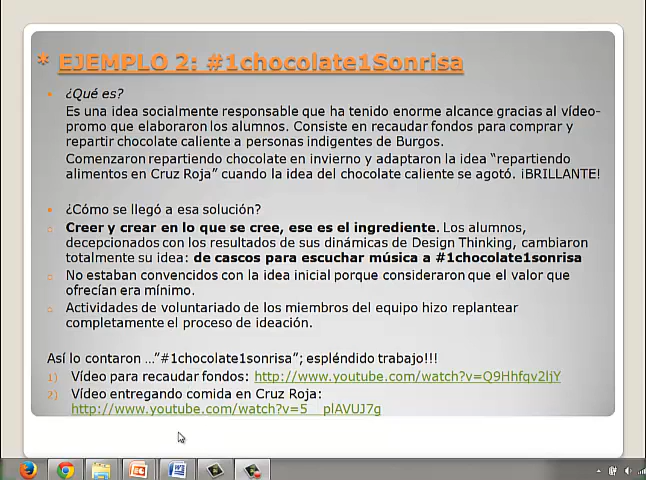 * EJEMPLO 2: #1chocolate1Sonrisa
¿Qué es?
Es una idea socialmente responsable que ha tenido enorme alcance gracias al vídeo-
promo que elaboraron los alumnos. Consiste en recaudar fondos para comprar y
repartir chocolate caliente a personas indigentes de Burgos.
Comenzaron repartiendo chocolate en invierno y adaptaron la idea "repartiendo
alimentos en Cruz Roja" cuando la idea del chocolate caliente se agotó. ¡BRILLANTE!
¿Cómo se llegó a esa solución?
Creer y crear en lo que se cree, ese es el ingrediente. Los alumnos,
decepcionados con los resultados de sus dinámicas de Design Thinking, cambiaron
totalmente su idea: de cascos para escuchar música a #1chocolate1sonrisa
No estaban convencidos con la idea inicial porque consideraron que el valor que
ofrecían era mínimo.
Actividades de voluntariado de los miembros del equipo hizo replantear
completamente el proceso de ideación.
Así lo contaron ..."#1chocolate1sonrisa"; espléndido trabajo!!!
1) Vídeo para recaudar fondos: http://www.youtube.com/watch?v=Q9Hhfqv2ljY
2) Vídeo entregando comida en Cruz Roja:
http://www.youtube.com/watch?v=5__plAVUJ7g